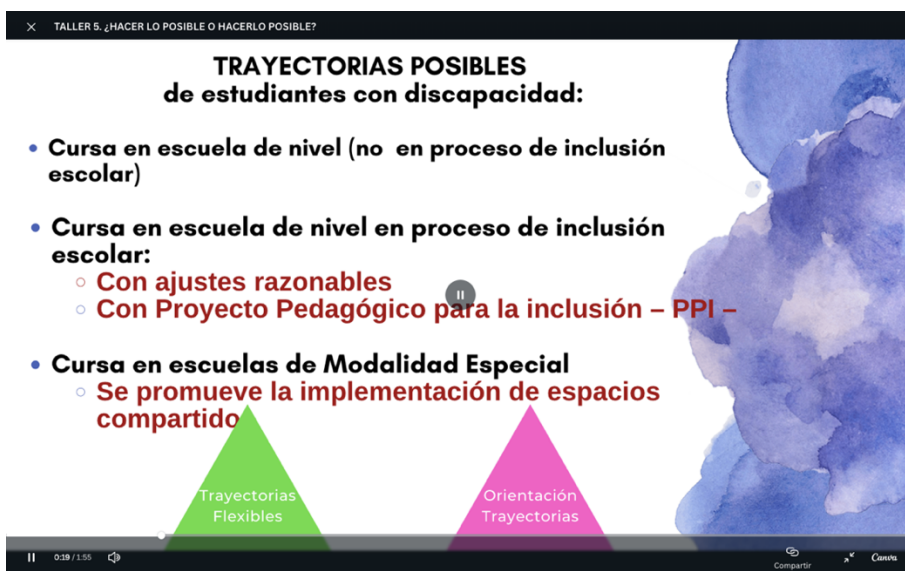 TALLER 5. ¿HACER LO POSIBLE O HACERLO POSIBLE?
TRAYECTORIAS POSIBLES
de estudiantes con discapacidad:
• Cursa en escuela de nivel (no en proceso de inclusión
escolar)
• Cursa en escuela de nivel en proceso de inclusión
escolar:
○ Con ajustes razonables
○ Con Proyecto Pedagógico para la inclusión – PPI –
• Cursa en escuelas de Modalidad Especial
○ Se promueve la implementación de espacios
compartido
Trayectorias
Flexibles
Orientación
Trayectorias
0:19 / 1:55
Compartir
Canva